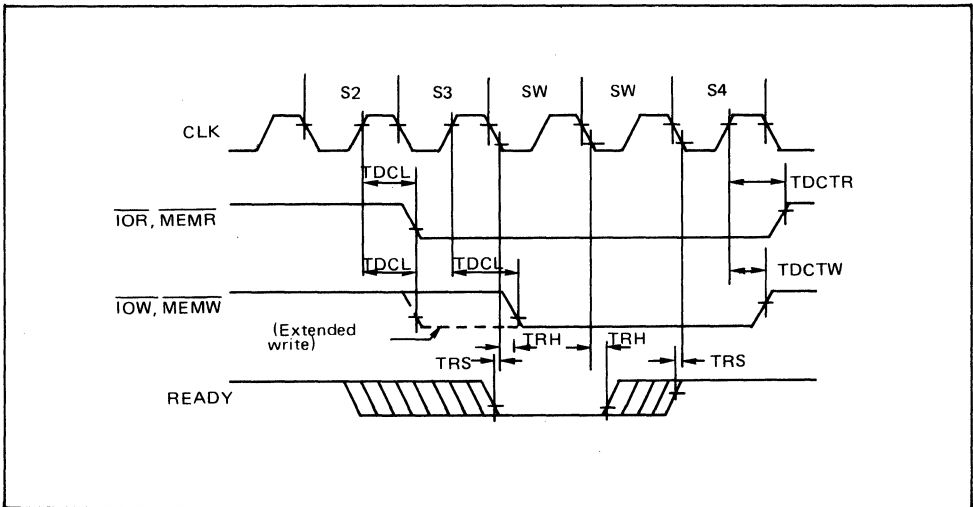 S2 S3 SW SW S4
CLK
TDCL TDCTR
IOR, MEMR
TDCL TDCL TDCTW
IOW, MEMW
(Extended
write)
TRH TRH
TRS TRS
READY